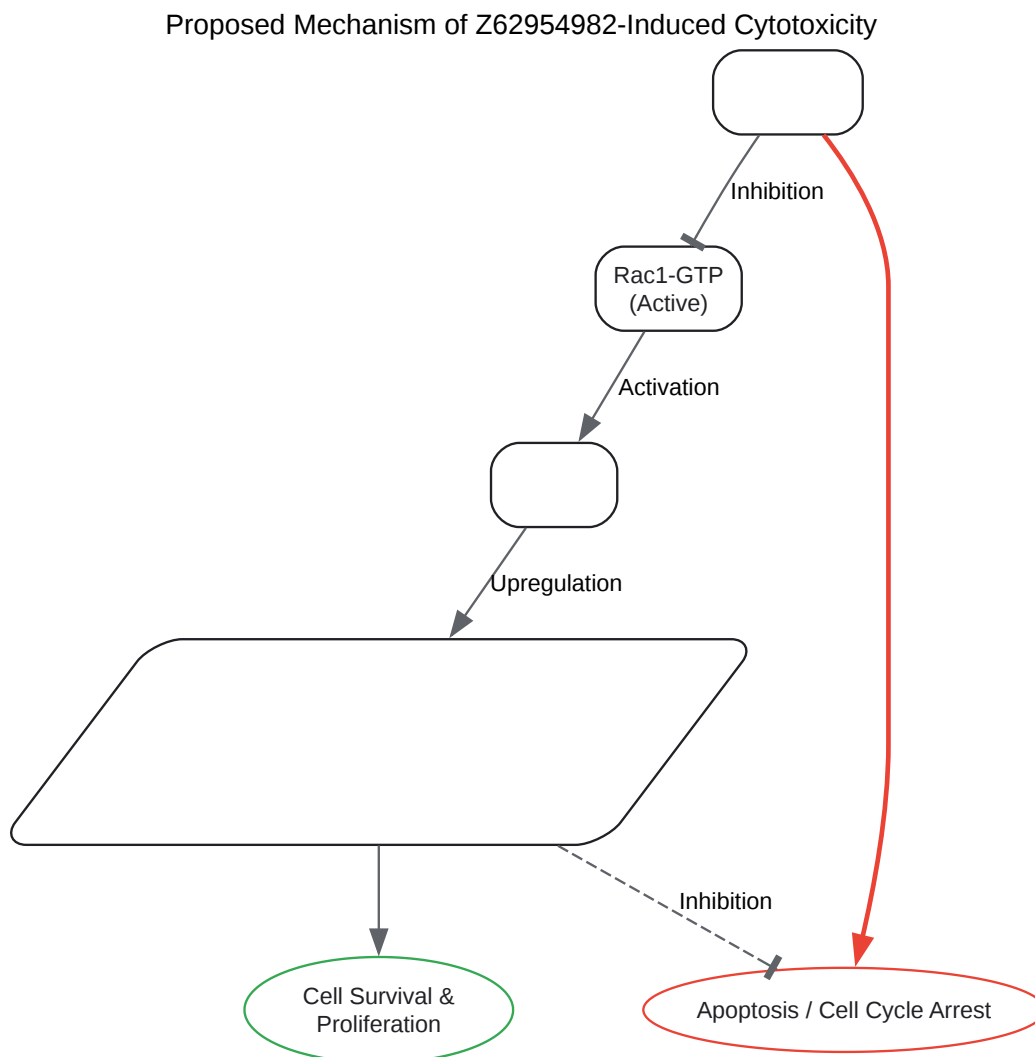 Proposed Mechanism of Z62954982-Induced Cytotoxicity
Inhibition
Rac1-GTP
(Active)
Activation
Upregulation
Inhibition
Cell Survival &
Proliferation
Apoptosis / Cell Cycle Arrest